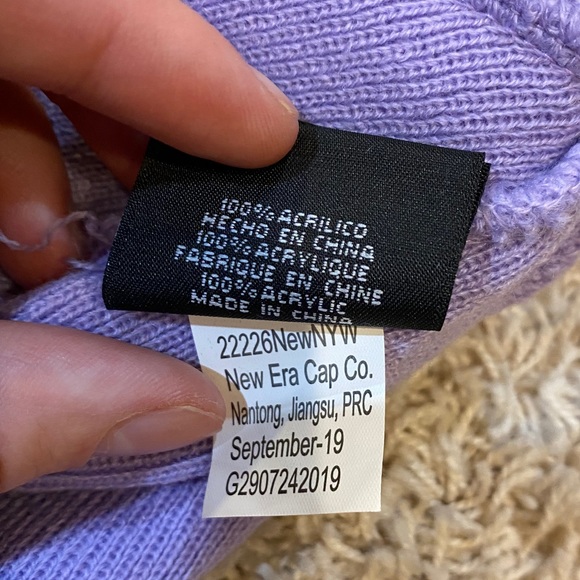 100% ACRILICO
HECHO EN CHINA
100% ACRYLIQUE
FABRIQUE EN CHINE
100% ACRYLIC
MADE IN CHINA
22226NewNYW
New Era Cap Co.
Nantong, Jiangsu, PRC
September-19
G2907242019